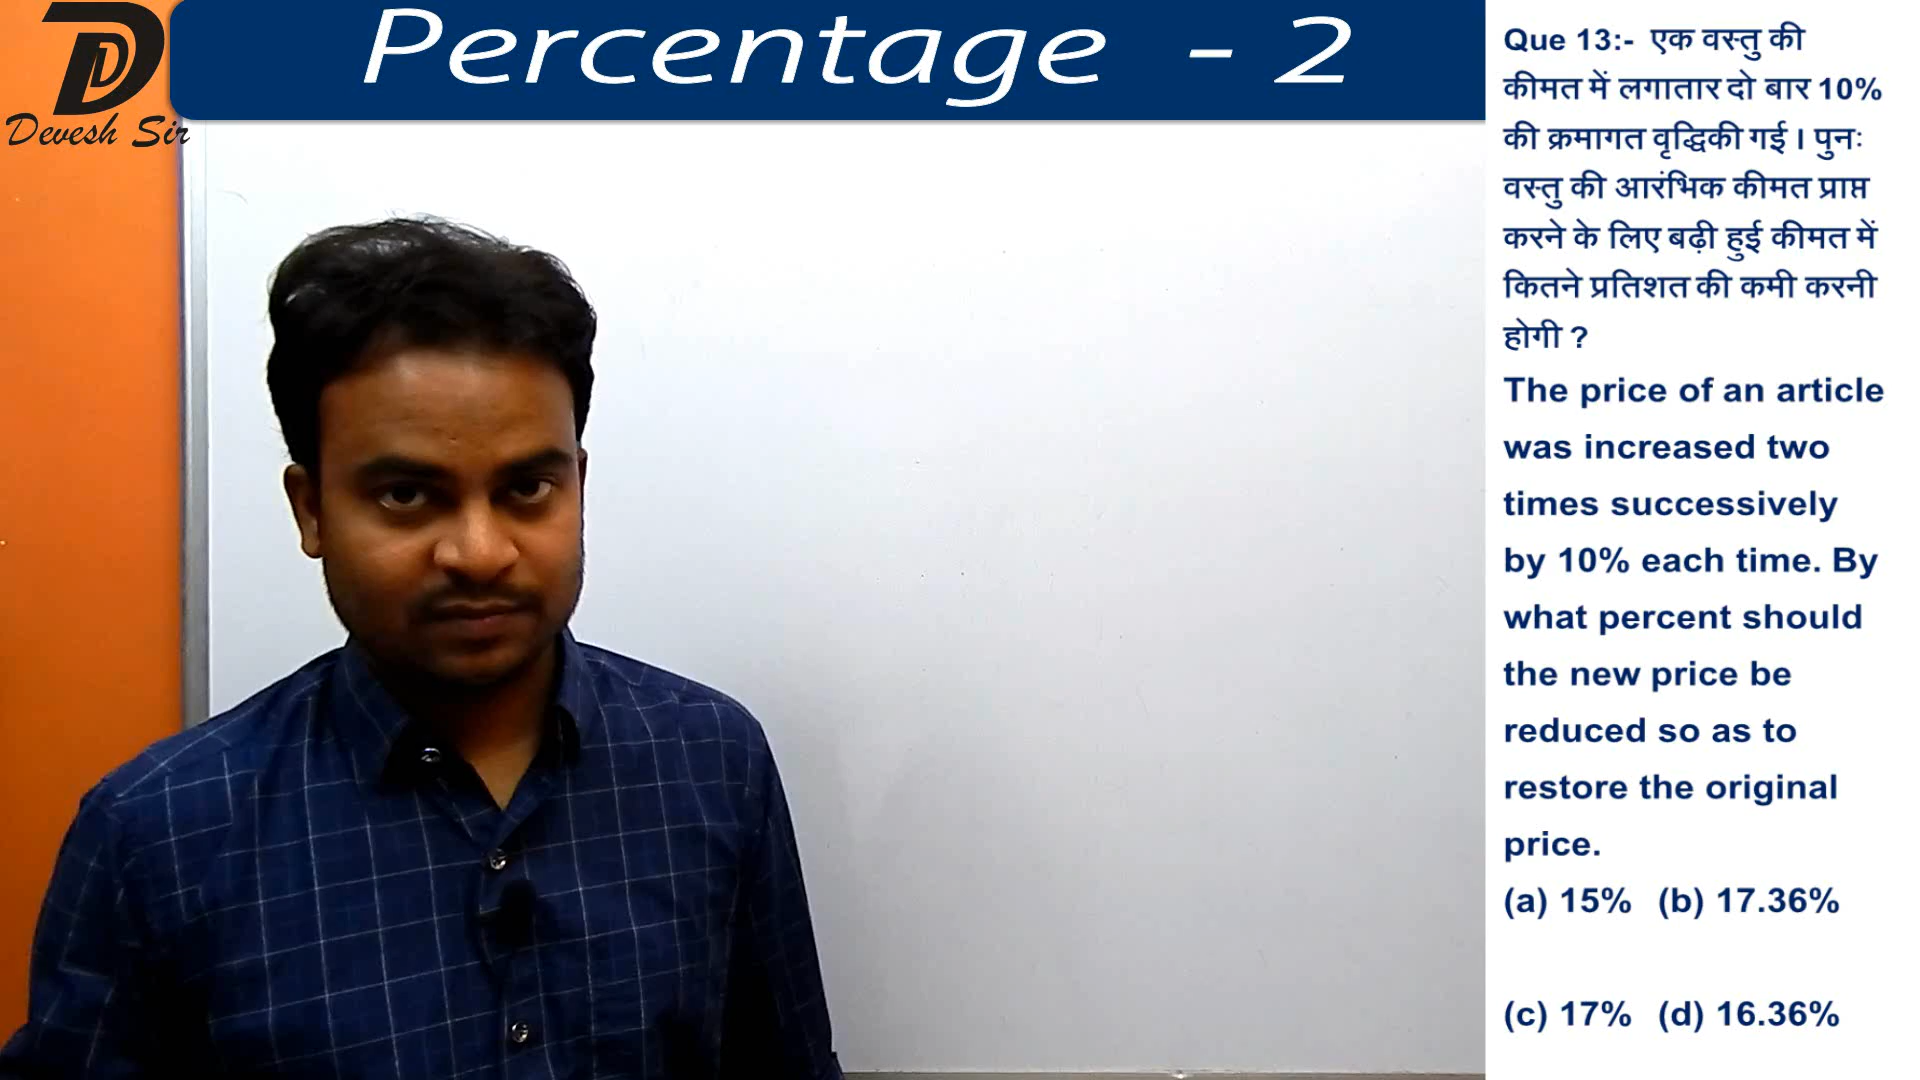 Devesh Sir
Percentage - 2
Que 13:- एक वस्तु की
कीमत में लगातार दो बार 10%
की क्रमागत वृद्धिकी गई । पुनः
वस्तु की आरंभिक कीमत प्राप्त
करने के लिए बढ़ी हुई कीमत में
कितने प्रतिशत की कमी करनी
होगी ?
The price of an article
was increased two
times successively
by 10% each time. By
what percent should
the new price be
reduced so as to
restore the original
price.
(a) 15% (b) 17.36%
(c) 17% (d) 16.36%